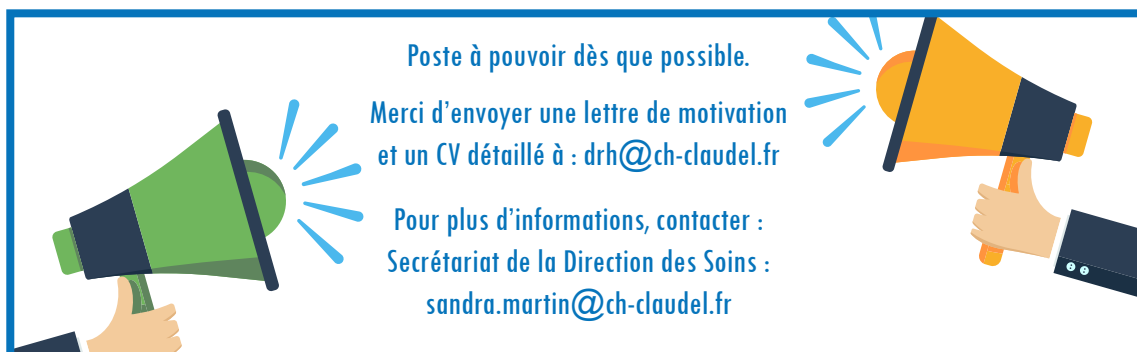 Poste à pouvoir dès que possible.
Merci d’envoyer une lettre de motivation
et un CV détaillé à : drh@ch-claudel.fr
Pour plus d’informations, contacter :
Secrétariat de la Direction des Soins :
sandra.martin@ch-claudel.fr